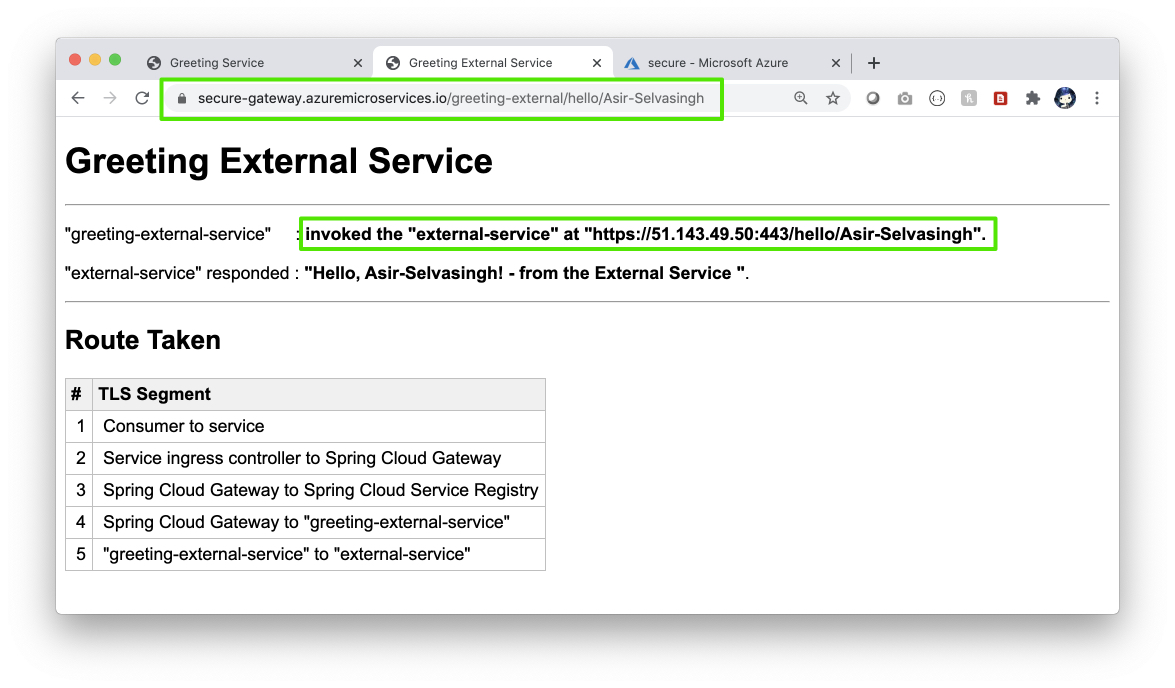 Greeting Service
Greeting External Service
secure - Microsoft Azure
secure-gateway.azuremicroservices.io/greeting-external/hello/Asir-Selvasingh
Greeting External Service
"greeting-external-service" : invoked the "external-service" at "https://51.143.49.50:443/hello/Asir-Selvasingh".
"external-service" responded : "Hello, Asir-Selvasingh! - from the External Service ".
Route Taken
# TLS Segment
1 Consumer to service
2 Service ingress controller to Spring Cloud Gateway
3 Spring Cloud Gateway to Spring Cloud Service Registry
4 Spring Cloud Gateway to "greeting-external-service"
5 "greeting-external-service" to "external-service"